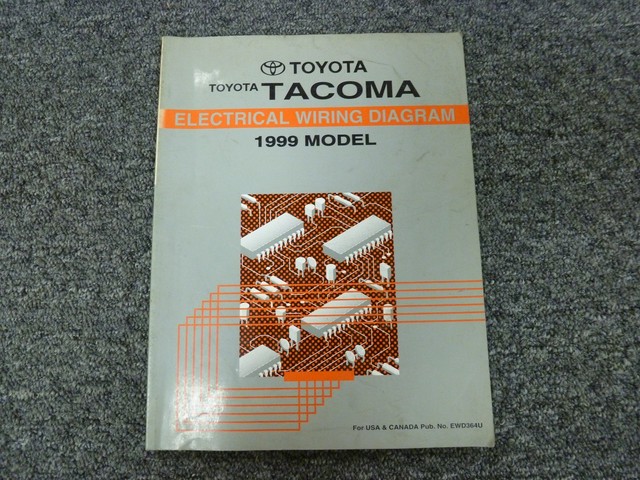 TOYOTA
TOYOTA TACOMA
ELECTRICAL WIRING DIAGRAM
1999 MODEL
For USA & CANADA Pub. No. EWD364U